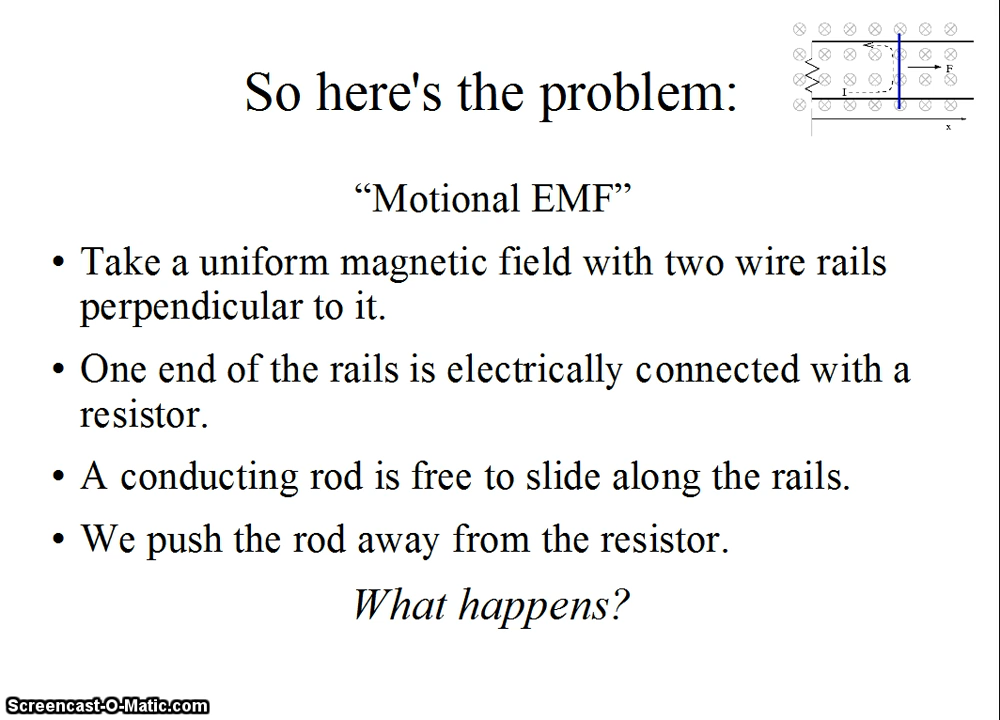 So here's the problem:
F
I
x
“Motional EMF”
• Take a uniform magnetic field with two wire rails
perpendicular to it.
• One end of the rails is electrically connected with a
resistor.
• A conducting rod is free to slide along the rails.
• We push the rod away from the resistor.
What happens?
Screencast-O-Matic.com